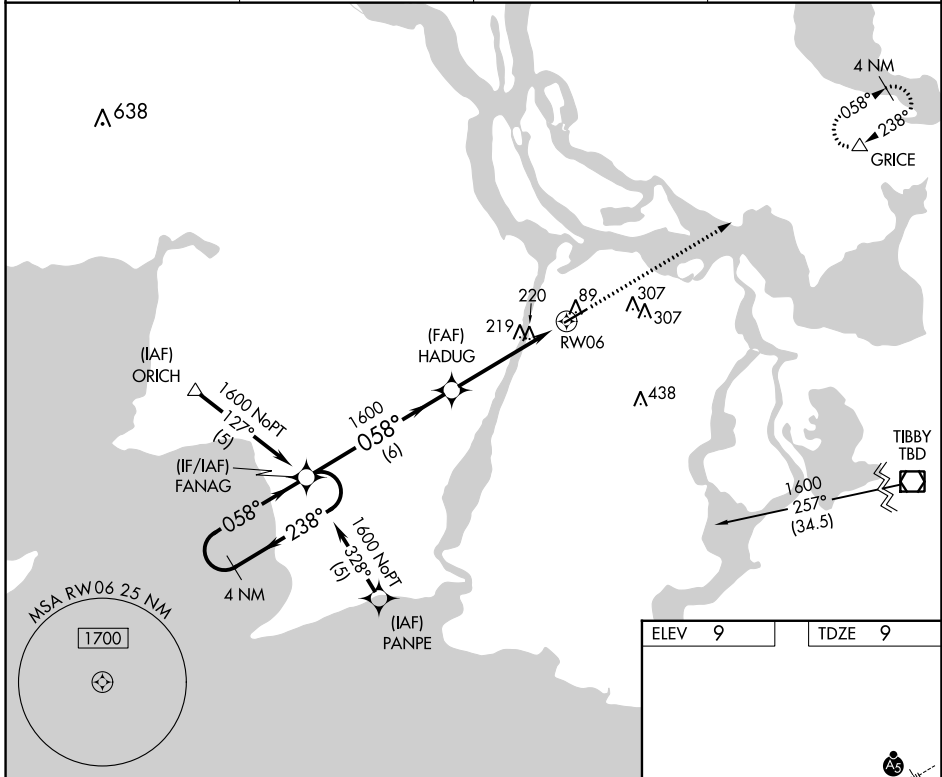 638
4 NM
058°
238°
GRICE
220
89
307
307
219
RW06
(FAF)
HADUG
(IAF)
ORICH
1600 NoPT
127°
(5)
1600
058°
(6)
438
(IF/IAF)
FANAG
TIBBY
TBD
1600
257°
(34.5)
058°
238°
1600 NoPT
328°
(5)
4 NM
(IAF)
PANPE
MSA RW06 25 NM
1700
ELEV 9
TDZE 9
A5